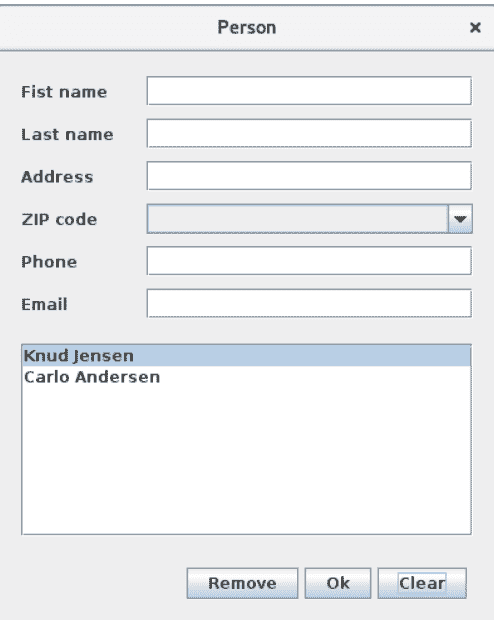 Person
Fist name
Last name
Address
ZIP code
Phone
Email
Knud Jensen
Carlo Andersen
Remove Ok Clear